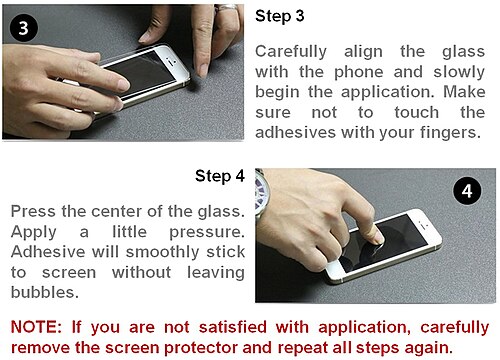 3
Step 3
Carefully align the glass
with the phone and slowly
begin the application. Make
sure not to touch the
adhesives with your fingers.
Step 4
4
Press the center of the glass.
Apply a little pressure.
Adhesive will smoothly stick
to screen without leaving
bubbles.
NOTE: If you are not satisfied with application, carefully
remove the screen protector and repeat all steps again.